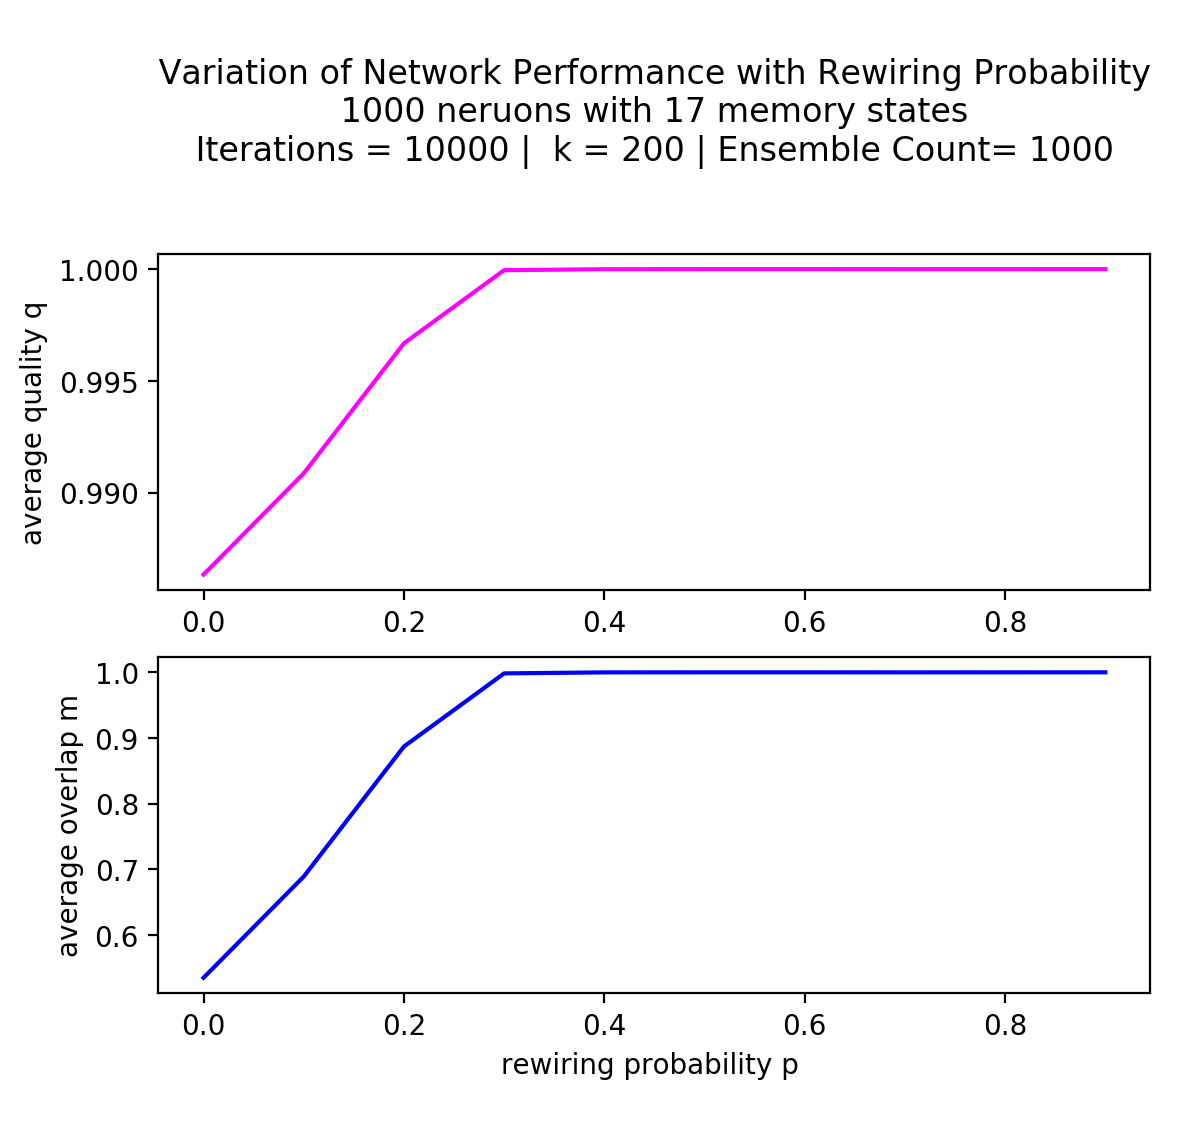 Variation of Network Performance with Rewiring Probability
1000 neruons with 17 memory states
Iterations = 10000 |  k = 200 | Ensemble Count= 1000
average quality q
1.000
0.995
0.990
0.0 0.2 0.4 0.6 0.8
average overlap m
1.0
0.9
0.8
0.7
0.6
0.0 0.2 0.4 0.6 0.8
rewiring probability p